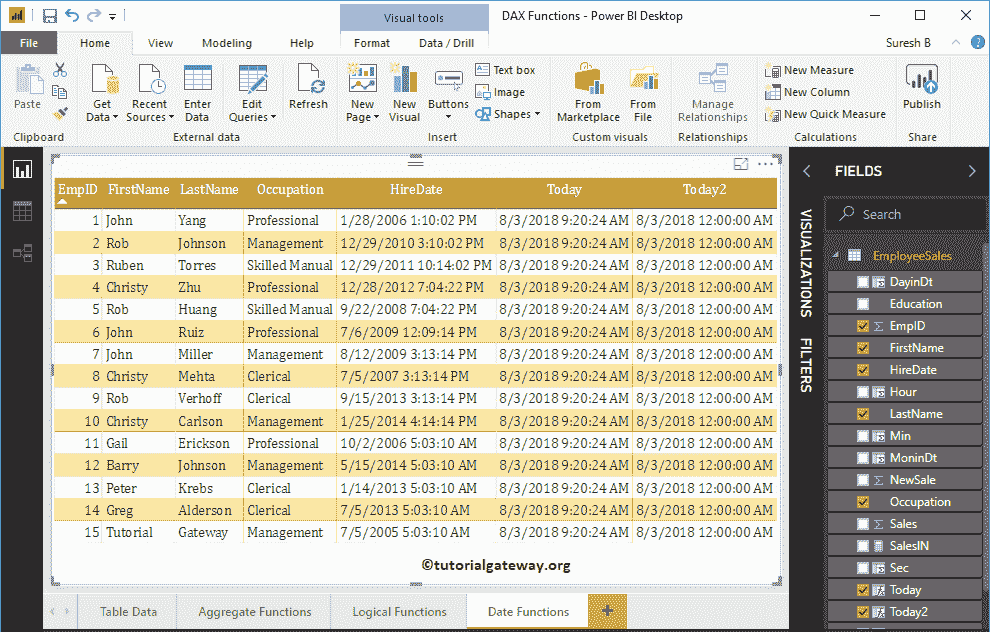 Visual tools
DAX Functions - Power BI Desktop
File Home View Modeling Help Format Data / Drill Suresh B
Paste
Get Data
Recent Sources
Enter Data
Edit Queries
Refresh
New Page
New Visual
Buttons
Text box
Image
Shapes
From Marketplace
From File
Manage Relationships
New Measure
New Column
New Quick Measure
Publish
Clipboard External data Insert Custom visuals Relationships Calculations Share
EmpID FirstName LastName Occupation HireDate Today Today2
1 John Yang Professional 1/28/2006 1:10:02 PM 8/3/2018 9:20:24 AM 8/3/2018 12:00:00 AM
2 Rob Johnson Management 12/29/2010 3:10:02 PM 8/3/2018 9:20:24 AM 8/3/2018 12:00:00 AM
3 Ruben Torres Skilled Manual 12/29/2011 10:14:02 PM 8/3/2018 9:20:24 AM 8/3/2018 12:00:00 AM
4 Christy Zhu Professional 12/28/2012 7:04:22 PM 8/3/2018 9:20:24 AM 8/3/2018 12:00:00 AM
5 Rob Huang Skilled Manual 9/22/2008 7:04:22 PM 8/3/2018 9:20:24 AM 8/3/2018 12:00:00 AM
6 John Ruiz Professional 7/6/2009 12:09:14 PM 8/3/2018 9:20:24 AM 8/3/2018 12:00:00 AM
7 John Miller Management 8/12/2009 3:13:14 PM 8/3/2018 9:20:24 AM 8/3/2018 12:00:00 AM
8 Christy Mehta Clerical 7/5/2007 3:13:14 PM 8/3/2018 9:20:24 AM 8/3/2018 12:00:00 AM
9 Rob Verhoff Clerical 9/15/2013 3:13:14 PM 8/3/2018 9:20:24 AM 8/3/2018 12:00:00 AM
10 Christy Carlson Management 1/25/2014 4:14:14 PM 8/3/2018 9:20:24 AM 8/3/2018 12:00:00 AM
11 Gail Erickson Professional 10/2/2006 5:03:10 AM 8/3/2018 9:20:24 AM 8/3/2018 12:00:00 AM
12 Barry Johnson Management 5/15/2014 5:03:10 AM 8/3/2018 9:20:24 AM 8/3/2018 12:00:00 AM
13 Peter Krebs Clerical 1/14/2013 5:03:10 AM 8/3/2018 9:20:24 AM 8/3/2018 12:00:00 AM
14 Greg Alderson Clerical 7/5/2013 5:03:10 AM 8/3/2018 9:20:24 AM 8/3/2018 12:00:00 AM
15 Tutorial Gateway Management 7/5/2005 5:03:10 AM 8/3/2018 9:20:24 AM 8/3/2018 12:00:00 AM
©tutorialgateway.org
VISUALIZATIONS
FILTERS
FIELDS
Search
EmployeeSales
DayinDt
Education
EmpID
FirstName
HireDate
Hour
LastName
Min
MoninDt
NewSale
Occupation
Sales
SalesIN
Sec
Today
Today2
Table Data Aggregate Functions Logical Functions Date Functions +